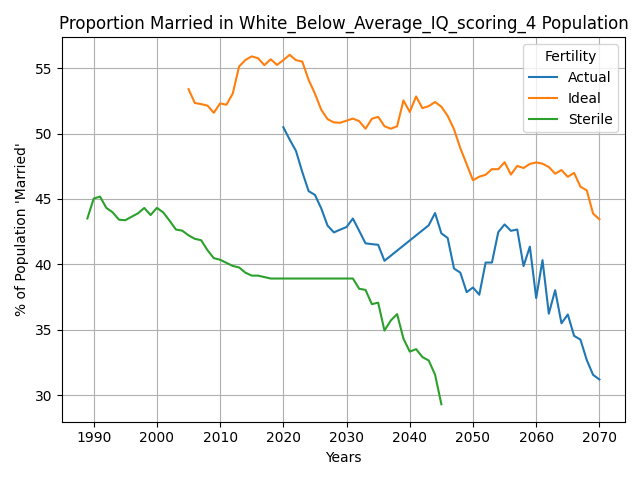 Proportion Married in White_Below_Average_IQ_scoring_4 Population
Fertility
Actual
Ideal
Sterile
% of Population 'Married'
55
50
45
40
35
30
1990 2000 2010 2020 2030 2040 2050 2060 2070
Years